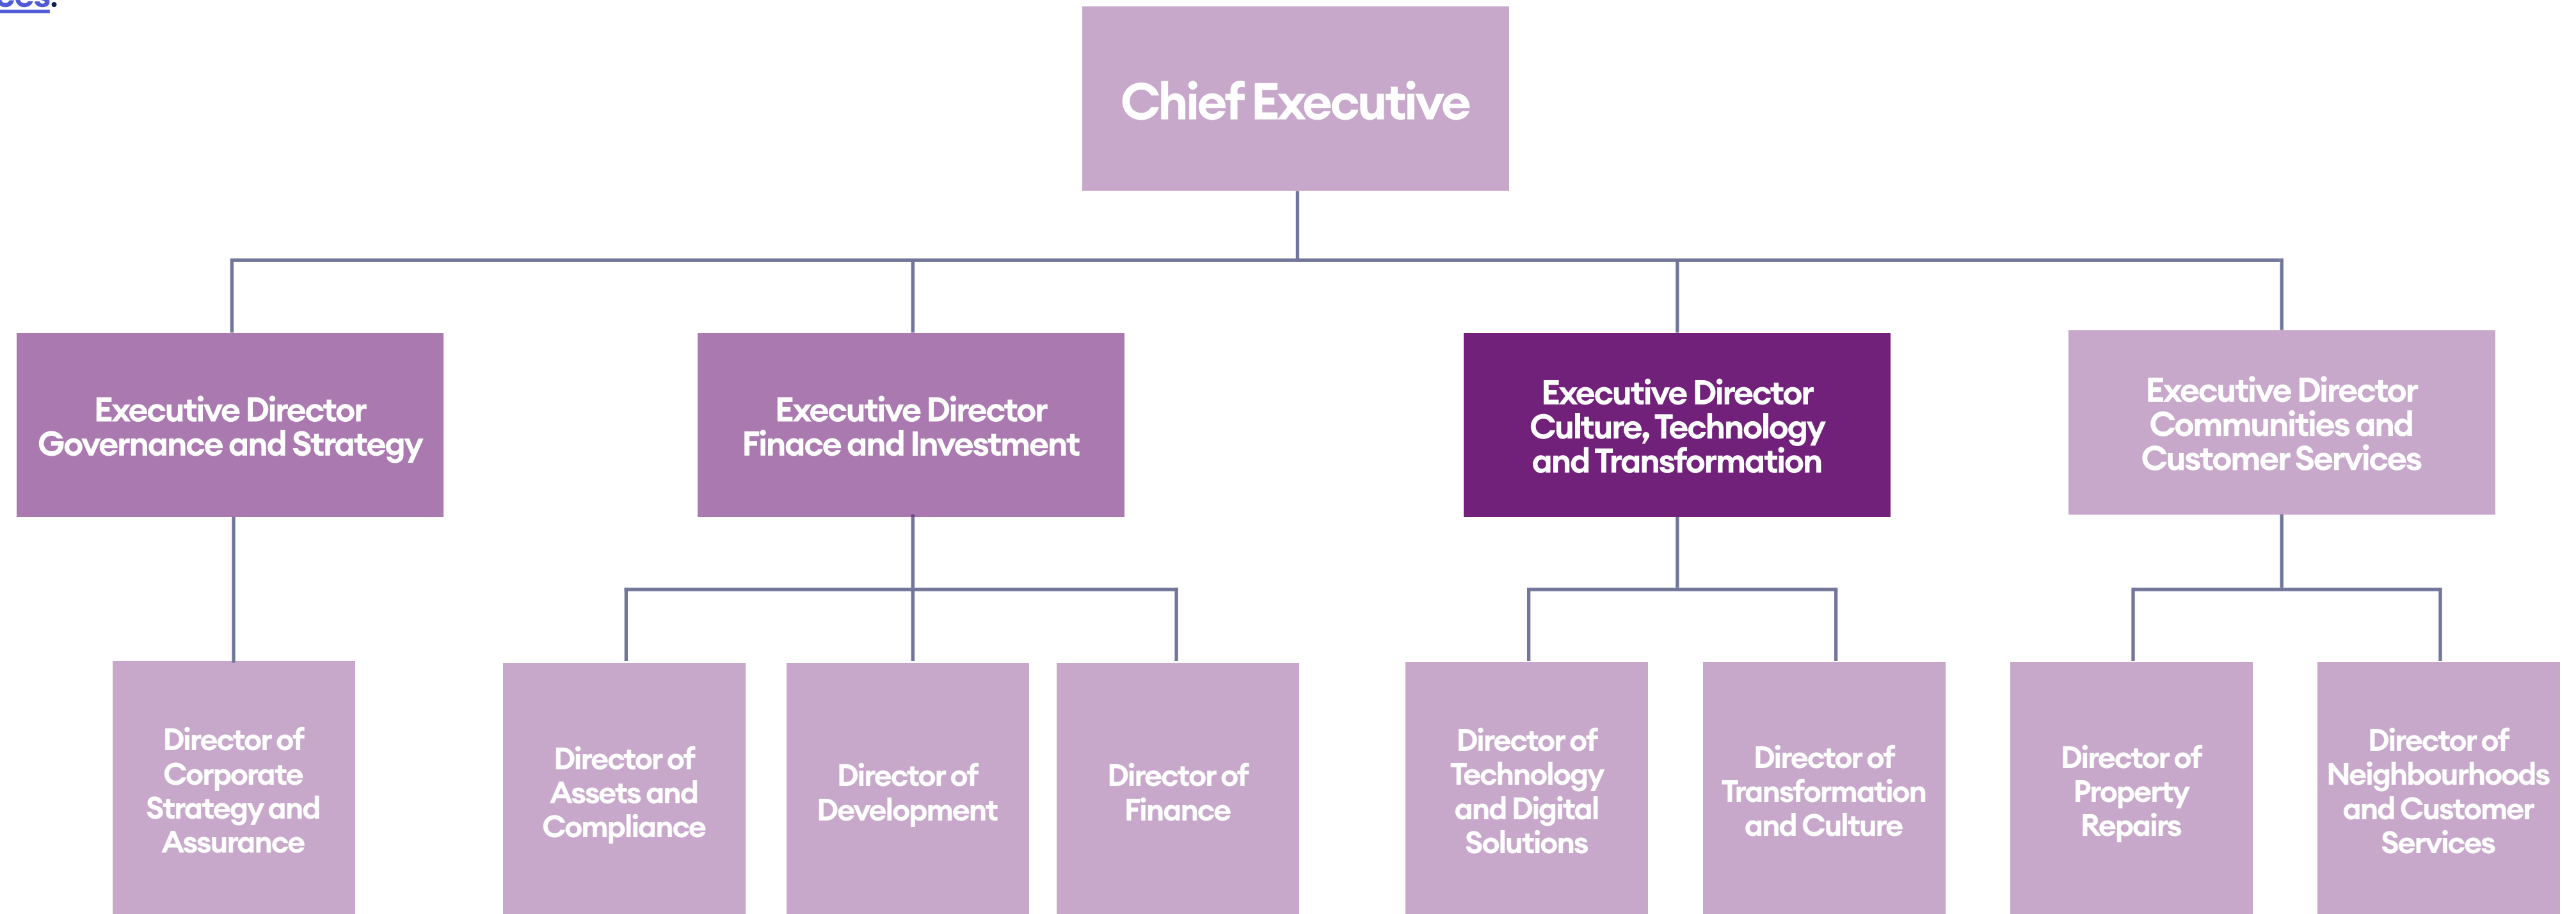 Chief Executive
Executive Director
Governance and Strategy
Executive Director
Finace and Investment
Executive Director
Culture, Technology
and Transformation
Executive Director
Communities and
Customer Services
Director of
Corporate
Strategy and
Assurance
Director of
Assets and
Compliance
Director of
Development
Director of
Finance
Director of
Technology
and Digital
Solutions
Director of
Transformation
and Culture
Director of
Property
Repairs
Director of
Neighbourhoods
and Customer
Services